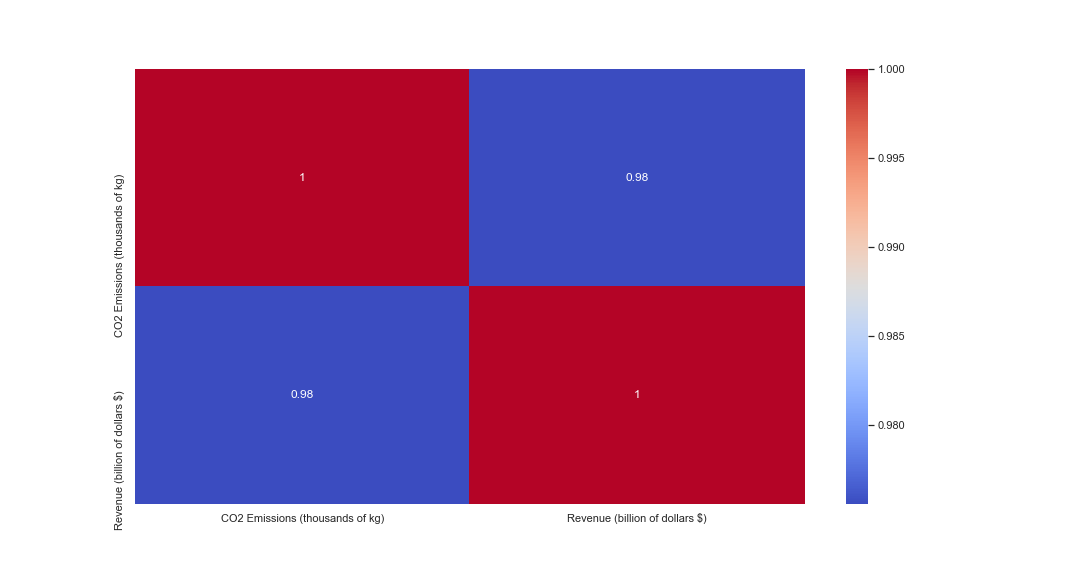 1.000
0.995
0.990
0.985
0.980
CO2 Emissions (thousands of kg)
1
0.98
Revenue (billion of dollars $)
0.98
1
CO2 Emissions (thousands of kg)
Revenue (billion of dollars $)